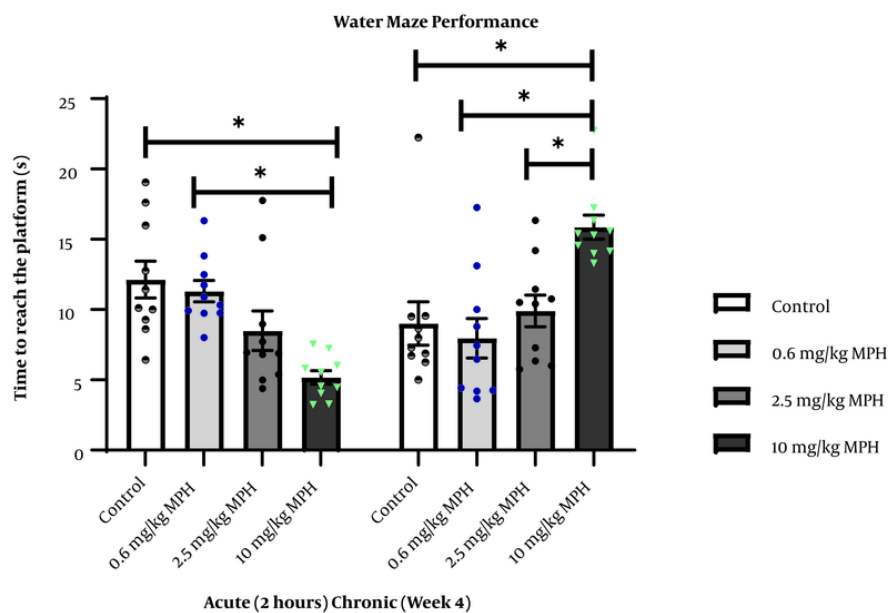 Water Maze Performance
*
*
*
*
*
Time to reach the platform (s)
25
20
15
10
5
0
Control
0.6 mg/kg MPH
2.5 mg/kg MPH
10 mg/kg MPH
Control
0.6 mg/kg MPH
2.5 mg/kg MPH
10 mg/kg MPH
Acute (2 hours) Chronic (Week 4)
Control
0.6 mg/kg MPH
2.5 mg/kg MPH
10 mg/kg MPH